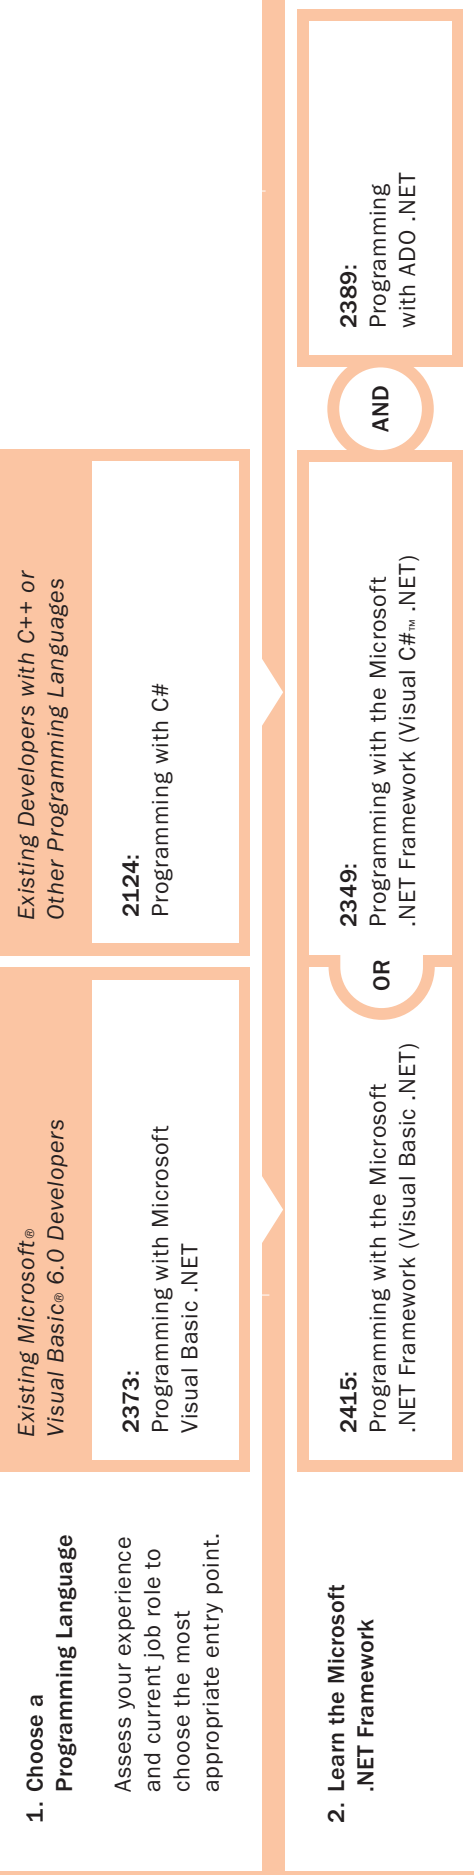 1. Choose a
Programming Language
Assess your experience
and current job role to
choose the most
appropriate entry point.
Existing Microsoft®
Visual Basic® 6.0 Developers
2373:
Programming with Microsoft
Visual Basic .NET
Existing Developers with C++ or
Other Programming Languages
2124:
Programming with C#
2. Learn the Microsoft
.NET Framework
2415:
Programming with the Microsoft
.NET Framework (Visual Basic .NET)
OR
2349:
Programming with the Microsoft
.NET Framework (Visual C#™ .NET)
AND
2389:
Programming
with ADO .NET